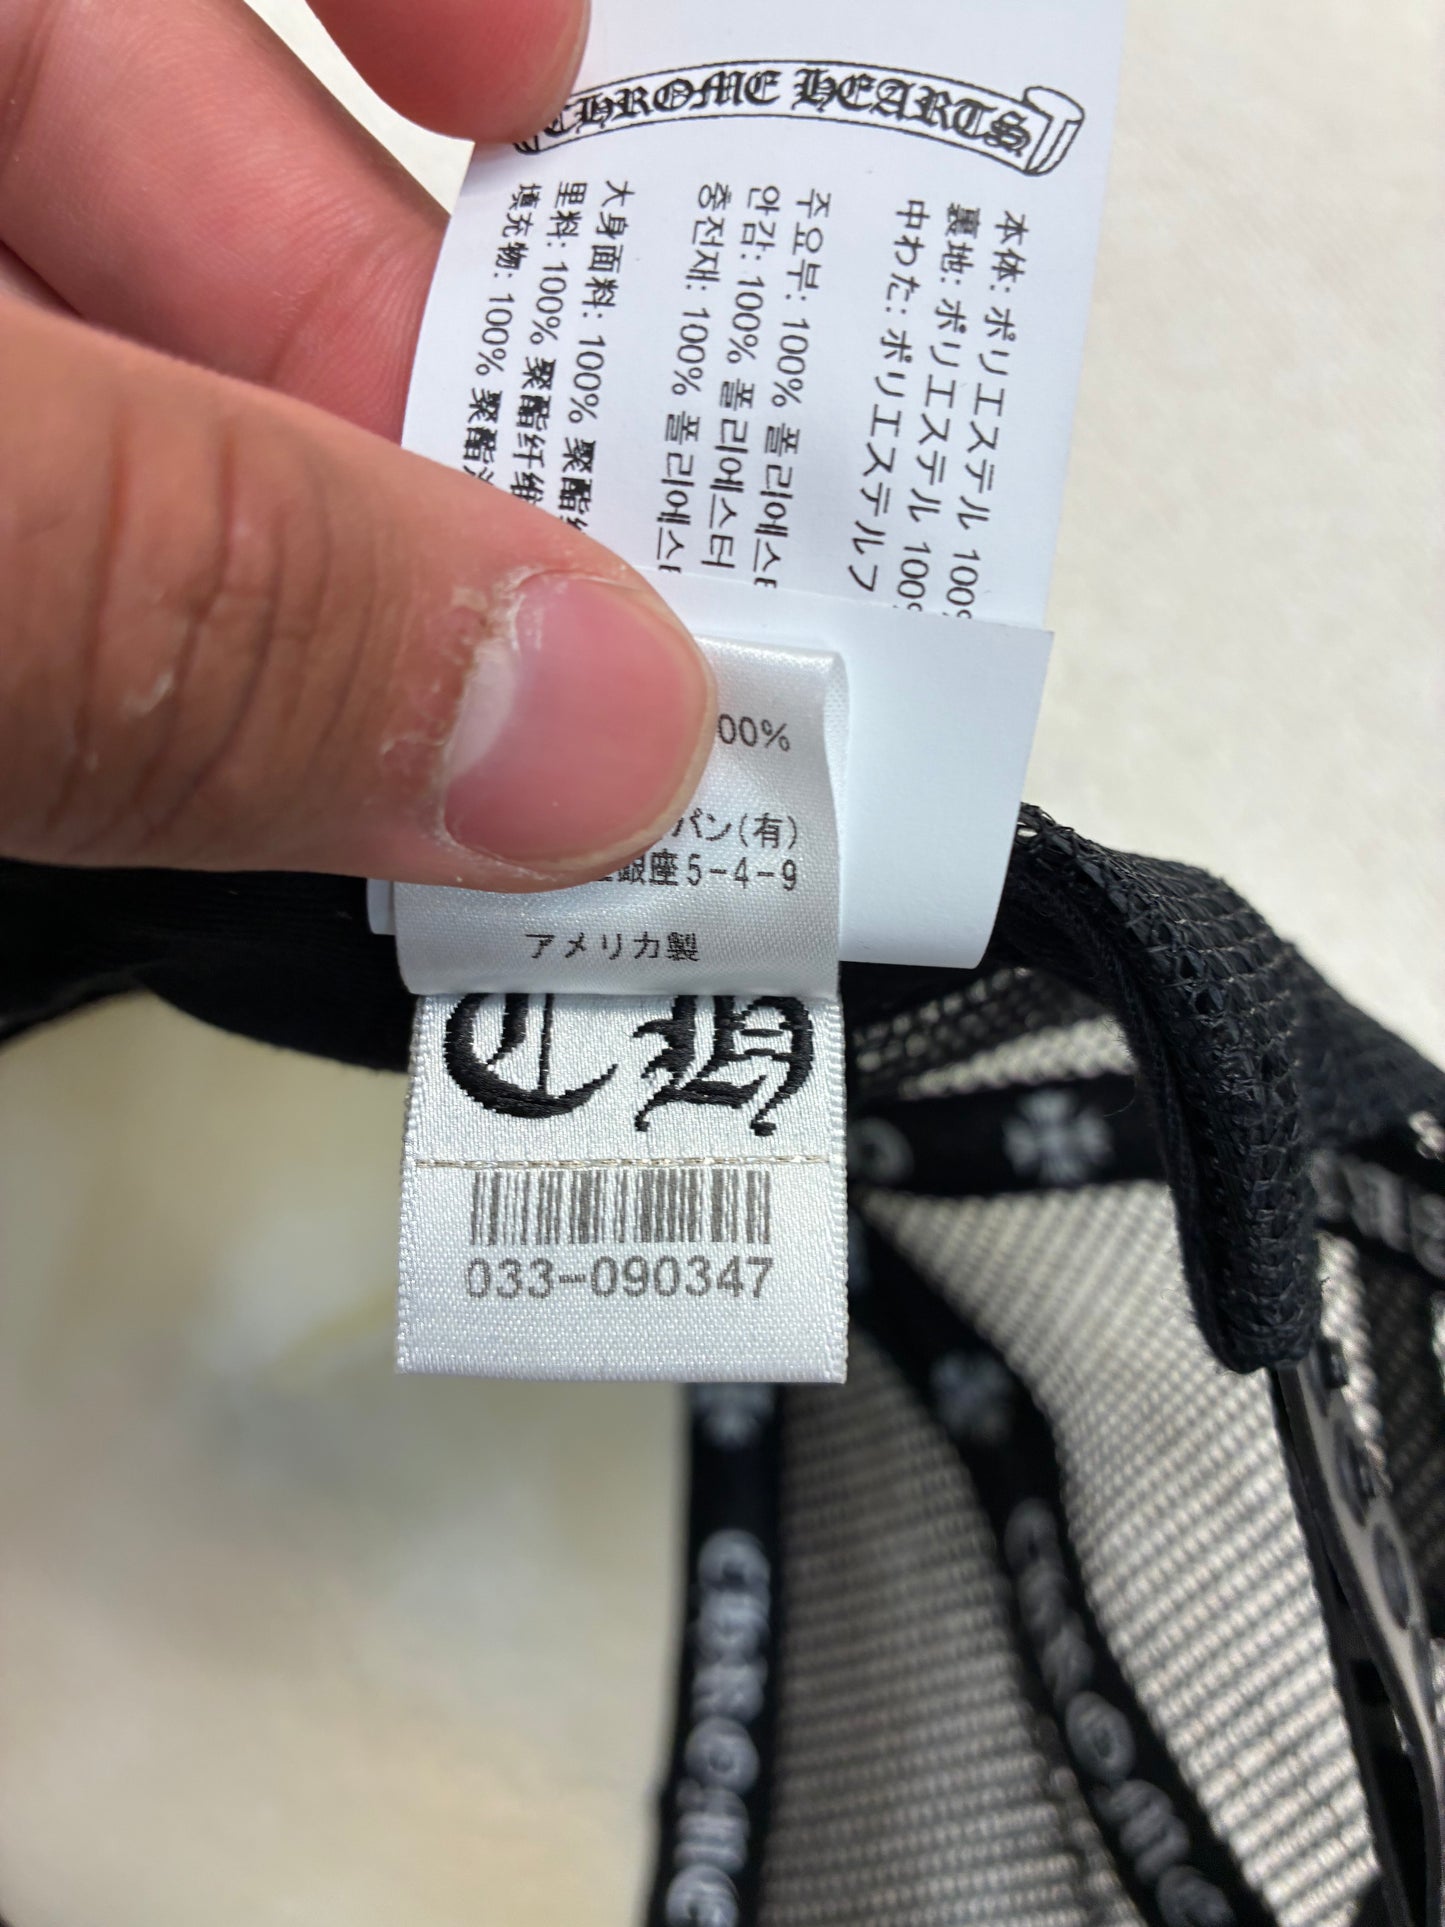 CHROME HEARTS
本体: ポリエステル 100%
裏地: ポリエステル 100%
中わた: ポリエステルフ
주요부: 100% 폴리에스터
안감: 100% 폴리에스터
충전재: 100% 폴리에스터
大身面料: 100% 聚酯
里料: 100% 聚酯纤维
填充物: 100% 聚酯
00%
パン(有)
銀座5-4-9
アメリカ製
CH
033-090347